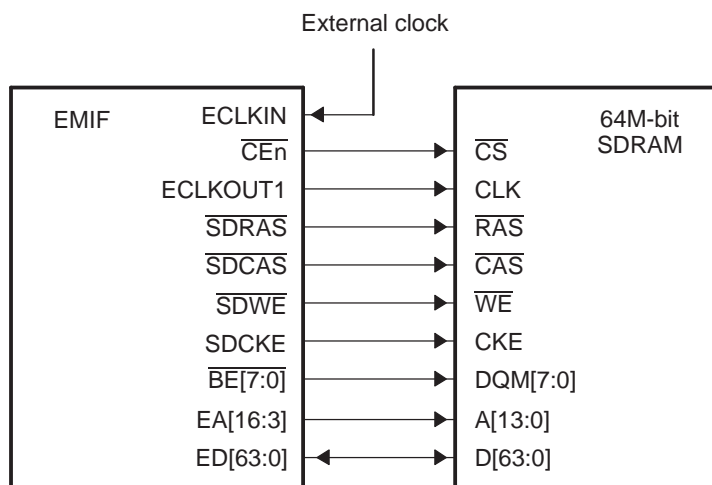 External clock
EMIF
ECLKIN
64M-bit
SDRAM
CEn
CS
ECLKOUT1
CLK
SDRAS
RAS
SDCAS
CAS
SDWE
WE
SDCKE
CKE
BE[7:0]
DQM[7:0]
EA[16:3]
A[13:0]
ED[63:0]
D[63:0]